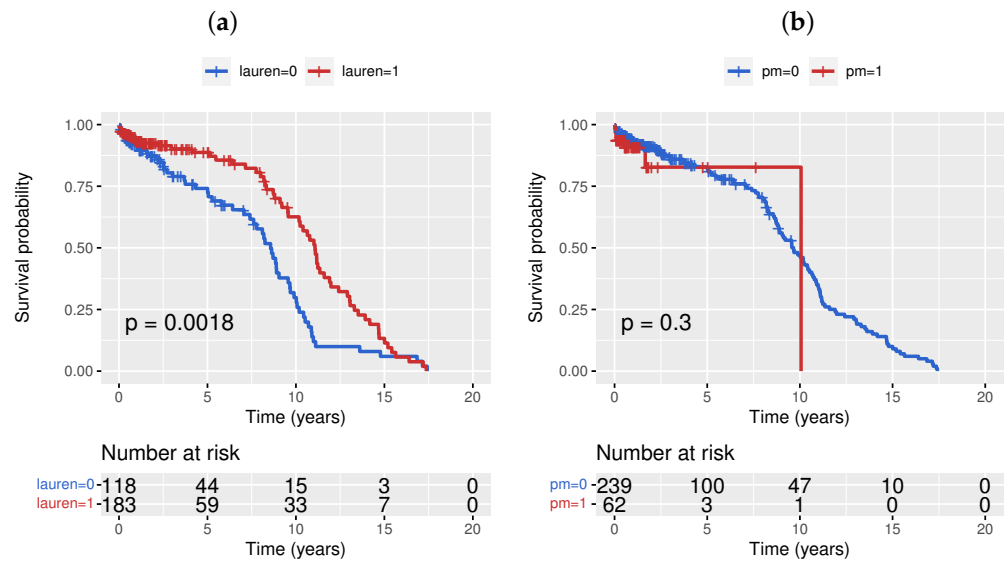 (a)
lauren=0 lauren=1
1.00
0.75
0.50
0.25
0.00
Survival probability
p = 0.0018
0 5 10 15 20
Time (years)
Number at risk
lauren=0 118 44 15 3 0
lauren=1 183 59 33 7 0
0 5 10 15 20
Time (years)
(b)
pm=0 pm=1
1.00
0.75
0.50
0.25
0.00
Survival probability
p = 0.3
0 5 10 15 20
Time (years)
Number at risk
pm=0 239 100 47 10 0
pm=1 62 3 1 0 0
0 5 10 15 20
Time (years)